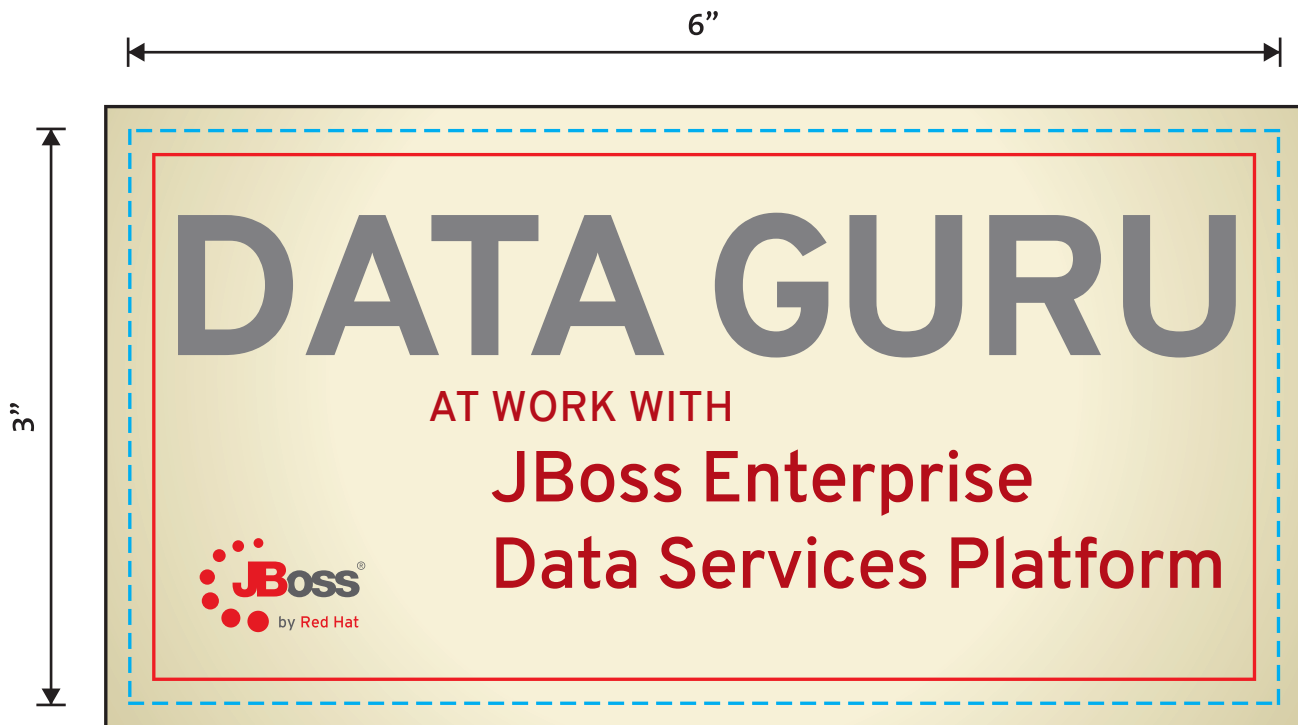 6”
3”
DATA GURU
AT WORK WITH
JBoss Enterprise
Data Services Platform
JBoss®
by Red Hat